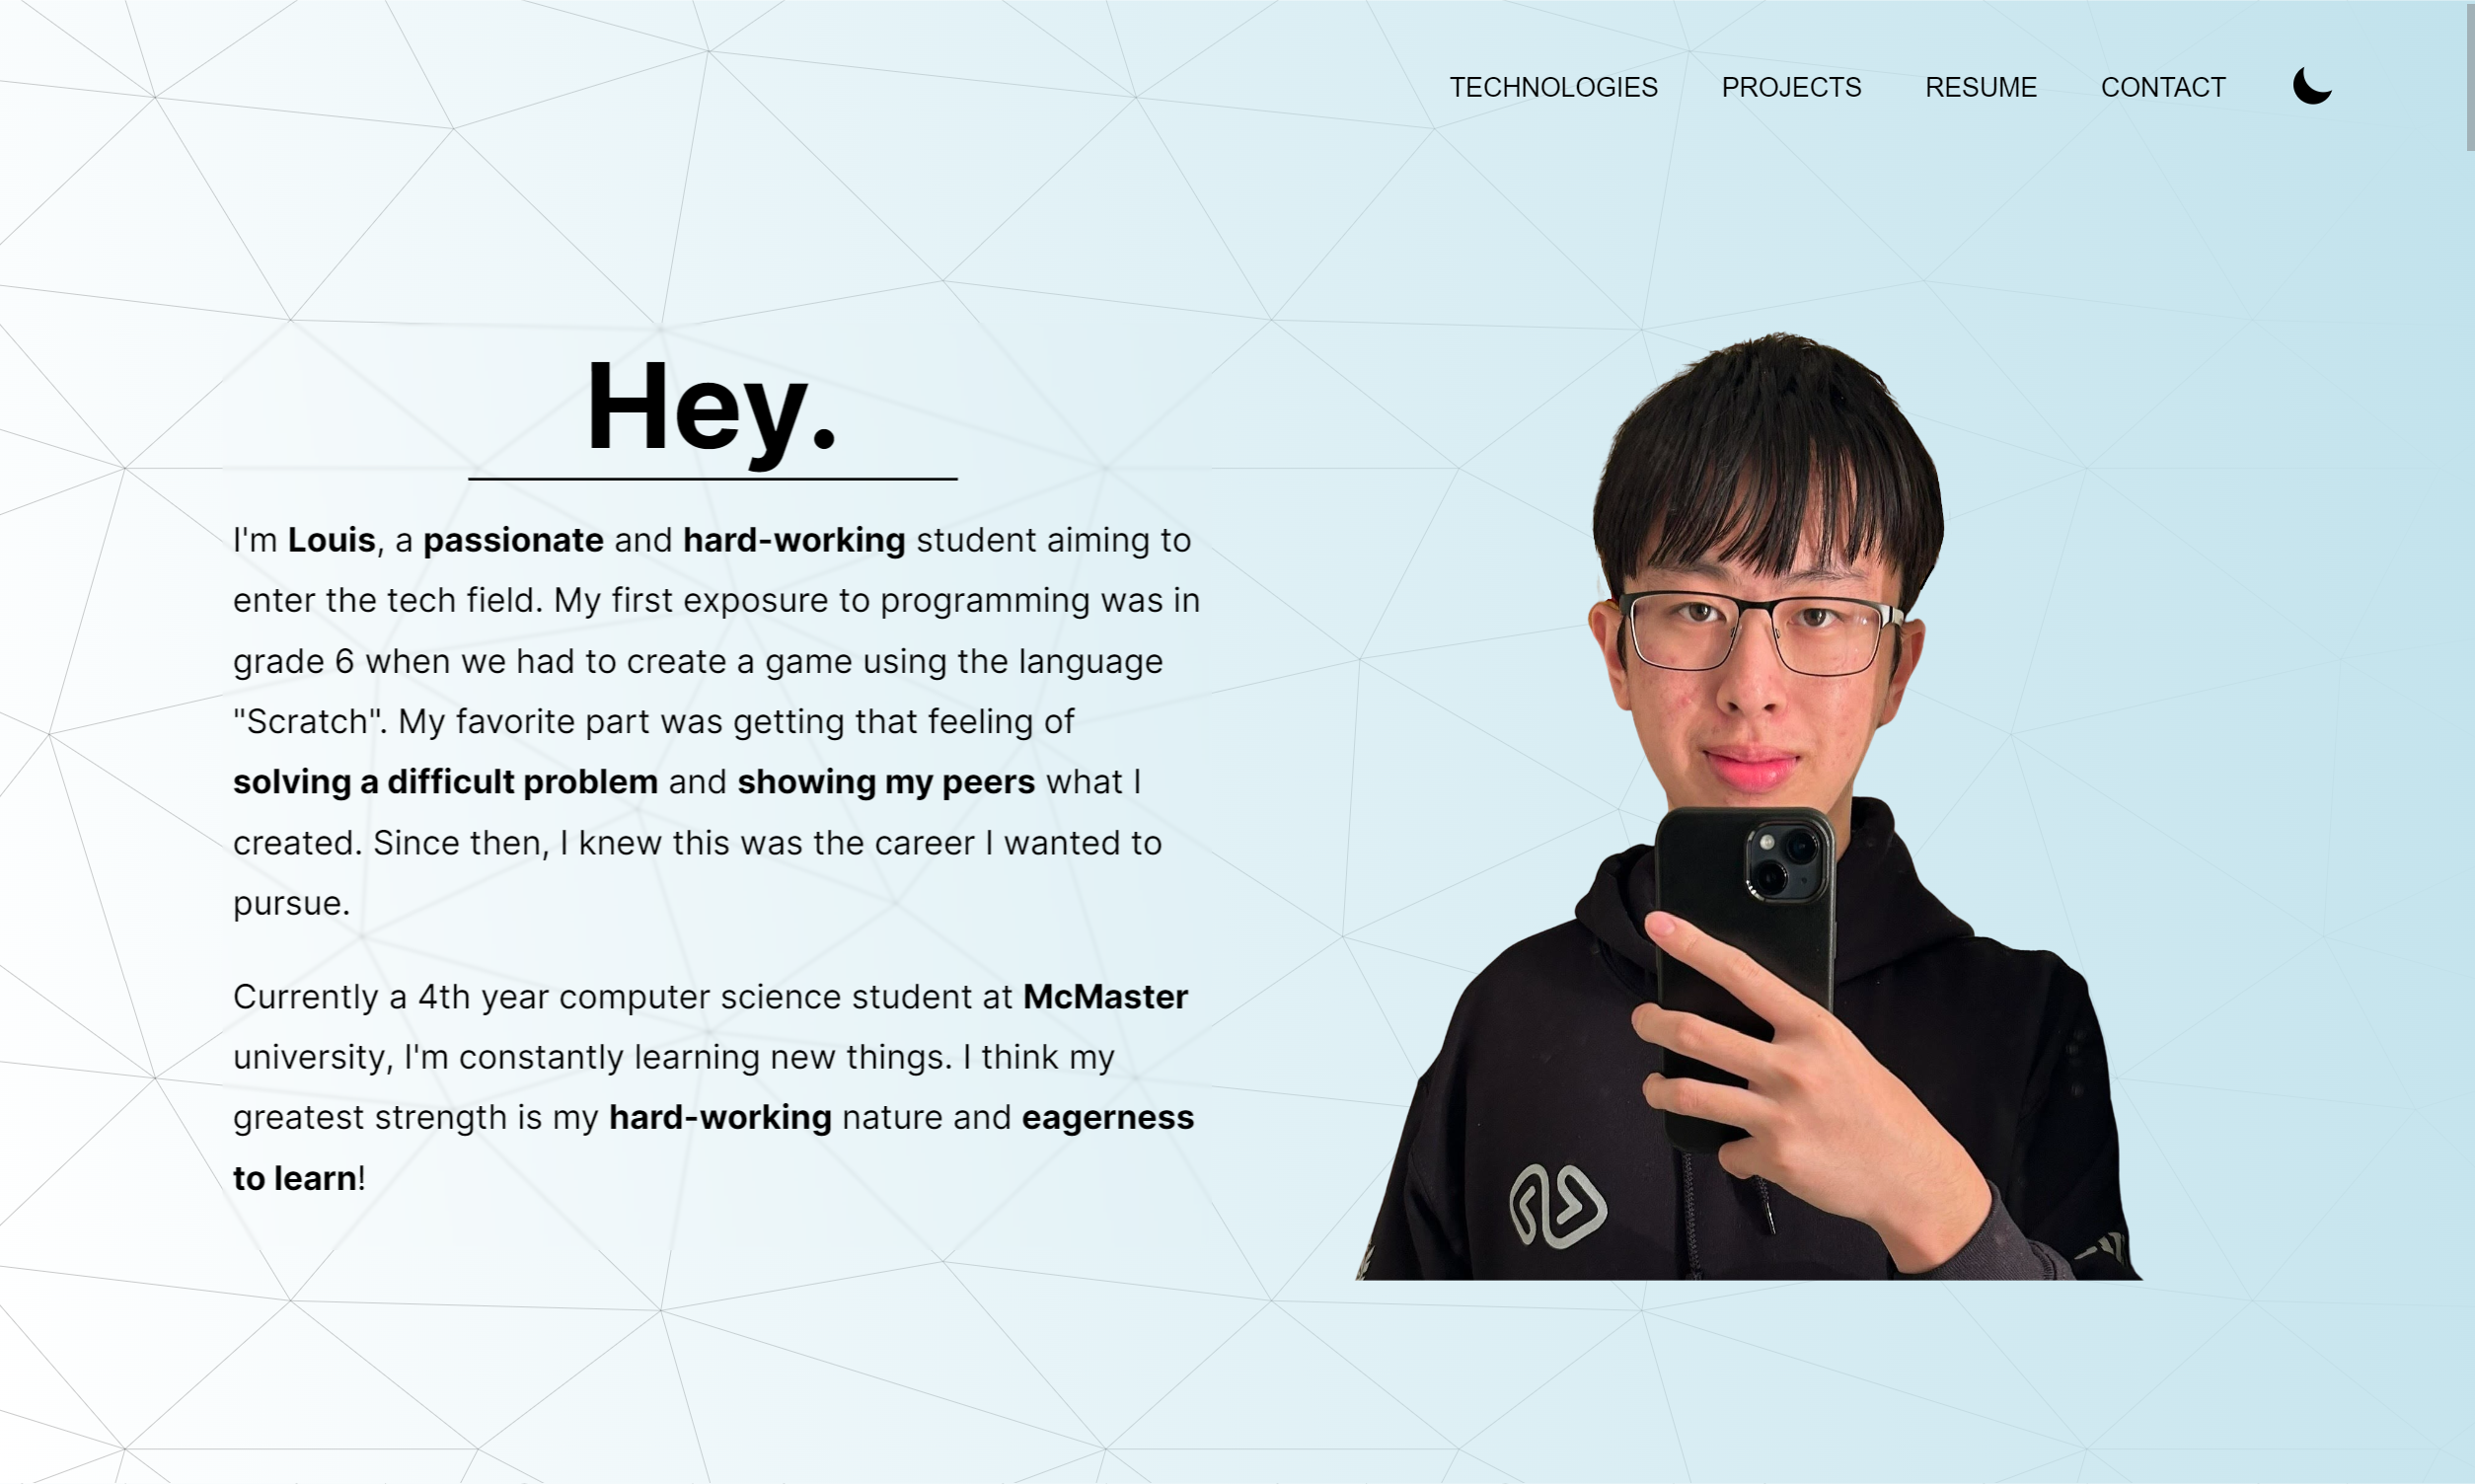 TECHNOLOGIES PROJECTS RESUME CONTACT
Hey.
I'm Louis, a passionate and hard-working student aiming to
enter the tech field. My first exposure to programming was in
grade 6 when we had to create a game using the language
"Scratch". My favorite part was getting that feeling of
solving a difficult problem and showing my peers what I
created. Since then, I knew this was the career I wanted to
pursue.
Currently a 4th year computer science student at McMaster
university, I'm constantly learning new things. I think my
greatest strength is my hard-working nature and eagerness
to learn!